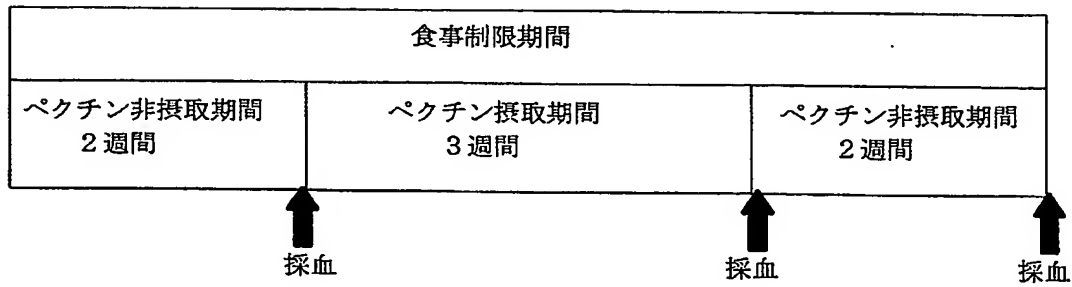 食事制限期間
ペクチン非摂取期間
2週間
ペクチン摂取期間
3週間
ペクチン非摂取期間
2週間
採血
採血
採血